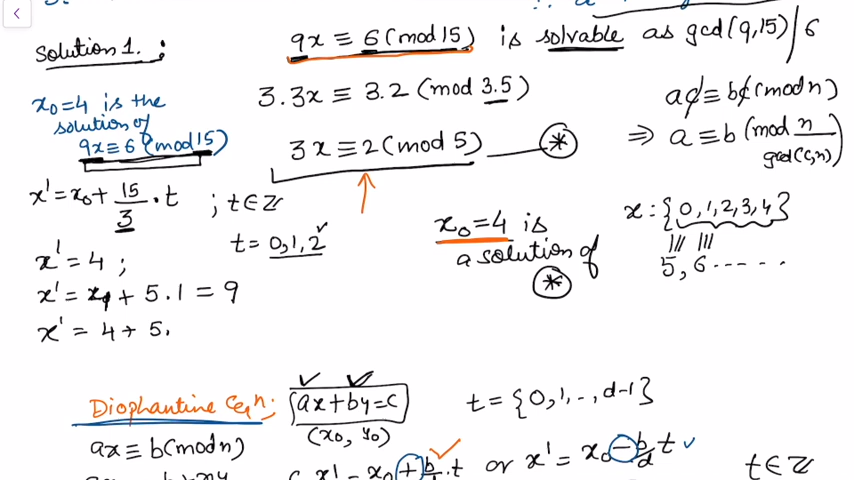 Solution 1. :
9x ≡ 6 (mod 15) is solvable as gcd(9,15)/6
x₀=4 is the solution of 9x ≡ 6 (mod 15)
3.3x ≡ 3.2 (mod 3.5)
3x ≡ 2 (mod 5) — *
ac ≡ bc (mod n)
⇒ a ≡ b (mod n/gcd(c,n))
x' = x₀ + 15/3 . t ; t ∈ ℤ
t = 0, 1, 2
x₀=4 is a solution of *
x : {0, 1, 2, 3, 4}
5, 6 ......
x' = 4 ;
x' = 4 + 5.1 = 9
x' = 4 + 5.
Diophantine Eqⁿ: ax + by = c
(x₀, y₀)
t = {0, 1, .., d-1}
ax ≡ b (mod n)
x' = x₀ + b/d . t or x' = x₀ - b/d t
t ∈ ℤ